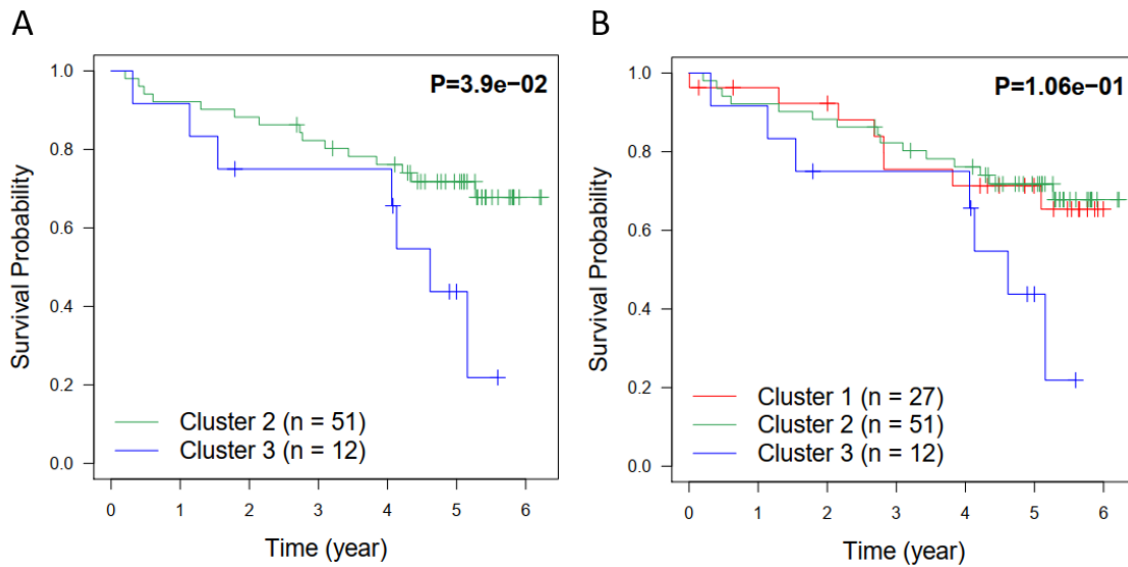 A
P=3.9e−02
Survival Probability
1.0
0.8
0.6
0.4
0.2
0.0
Cluster 2 (n = 51)
Cluster 3 (n = 12)
0 1 2 3 4 5 6
Time (year)
B
P=1.06e−01
Survival Probability
1.0
0.8
0.6
0.4
0.2
0.0
Cluster 1 (n = 27)
Cluster 2 (n = 51)
Cluster 3 (n = 12)
0 1 2 3 4 5 6
Time (year)